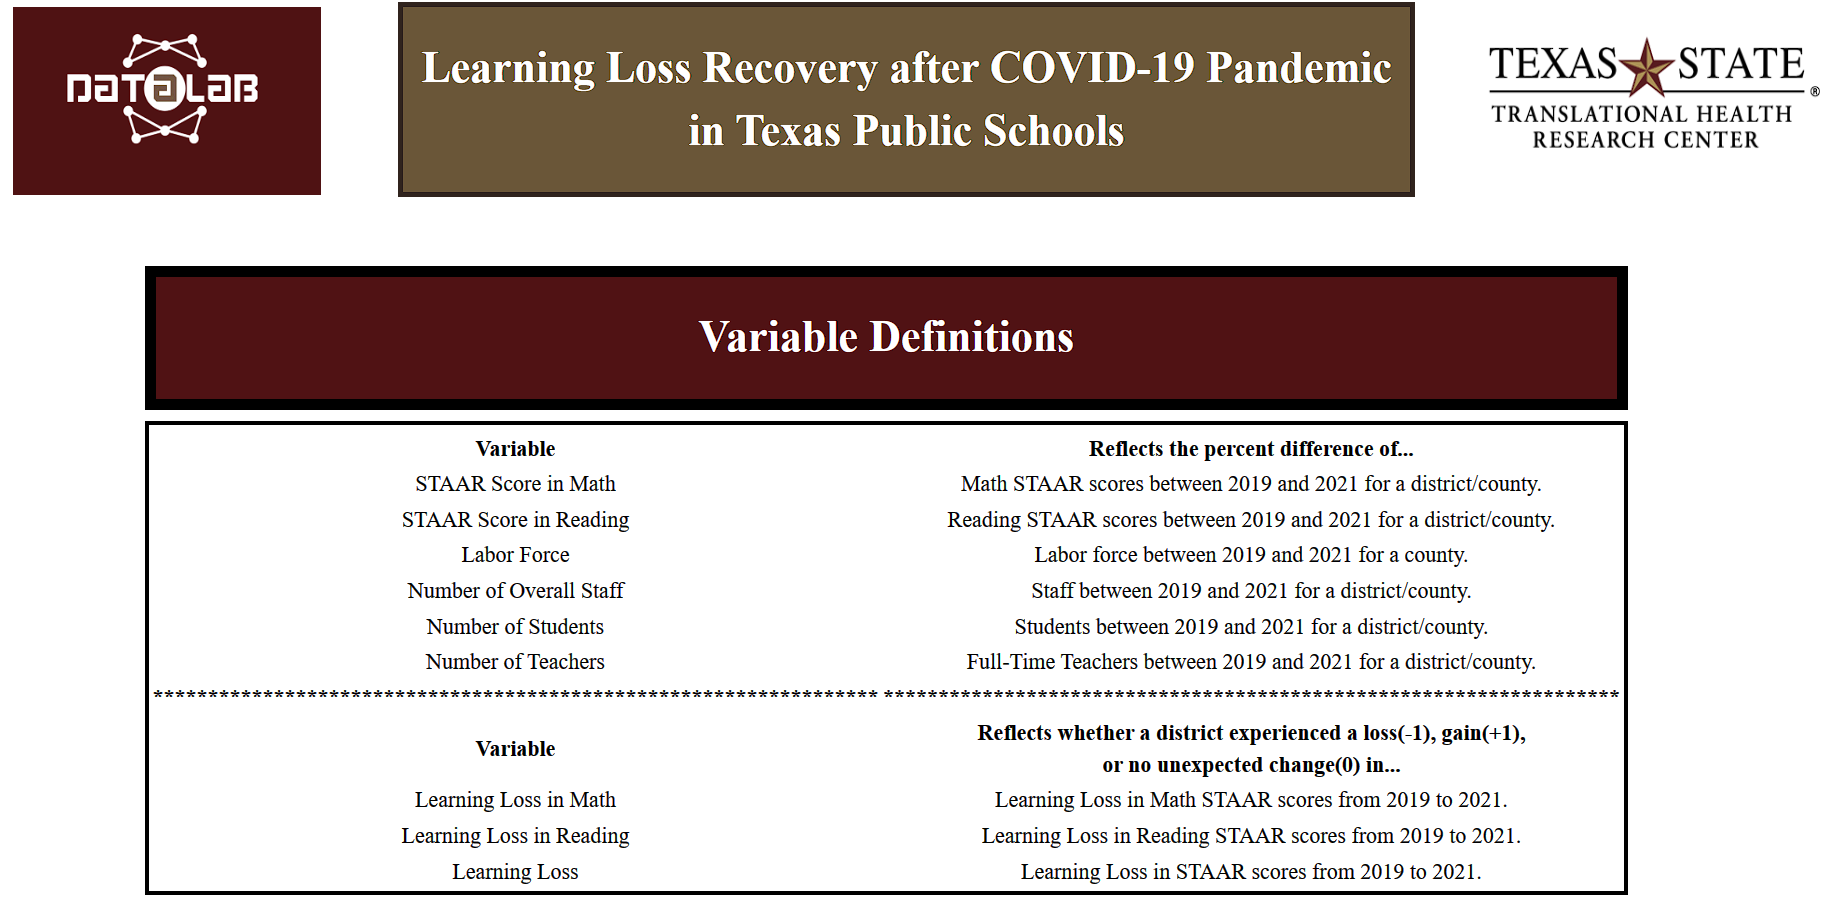 DATALAB
Learning Loss Recovery after COVID-19 Pandemic
in Texas Public Schools
TEXAS STATE
®
TRANSLATIONAL HEALTH
RESEARCH CENTER
Variable Definitions
Variable Reflects the percent difference of...
STAAR Score in Math Math STAAR scores between 2019 and 2021 for a district/county.
STAAR Score in Reading Reading STAAR scores between 2019 and 2021 for a district/county.
Labor Force Labor force between 2019 and 2021 for a county.
Number of Overall Staff Staff between 2019 and 2021 for a district/county.
Number of Students Students between 2019 and 2021 for a district/county.
Number of Teachers Full-Time Teachers between 2019 and 2021 for a district/county.
****************************************************************** *******************************************************************
Variable Reflects whether a district experienced a loss(-1), gain(+1),
or no unexpected change(0) in...
Learning Loss in Math Learning Loss in Math STAAR scores from 2019 to 2021.
Learning Loss in Reading Learning Loss in Reading STAAR scores from 2019 to 2021.
Learning Loss Learning Loss in STAAR scores from 2019 to 2021.